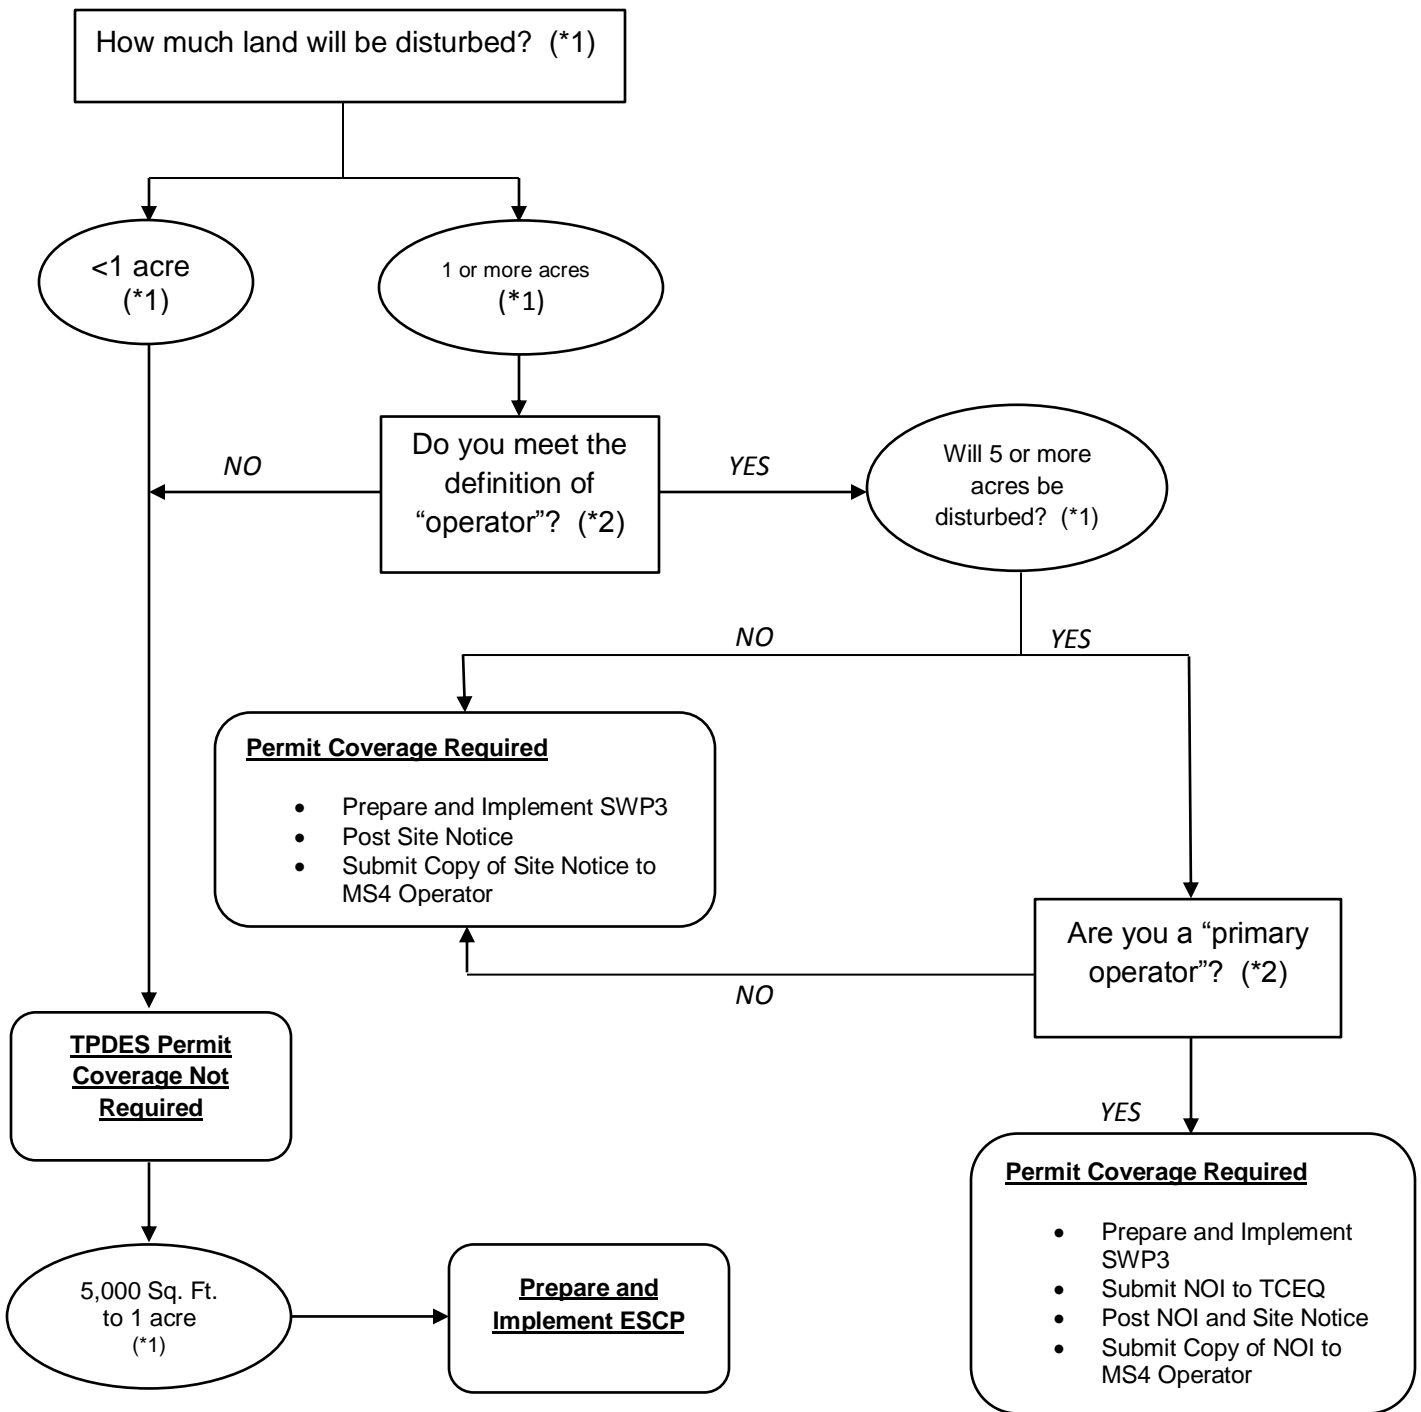 How much land will be disturbed? (*1)
<1 acre
(*1)
1 or more acres
(*1)
Do you meet the
definition of
“operator”? (*2)
NO
YES
Will 5 or more
acres be
disturbed? (*1)
NO
YES
Permit Coverage Required
• Prepare and Implement SWP3
• Post Site Notice
• Submit Copy of Site Notice to
MS4 Operator
Are you a “primary
operator”? (*2)
NO
YES
TPDES Permit
Coverage Not
Required
5,000 Sq. Ft.
to 1 acre
(*1)
Prepare and
Implement ESCP
Permit Coverage Required
• Prepare and Implement
SWP3
• Submit NOI to TCEQ
• Post NOI and Site Notice
• Submit Copy of NOI to
MS4 Operator